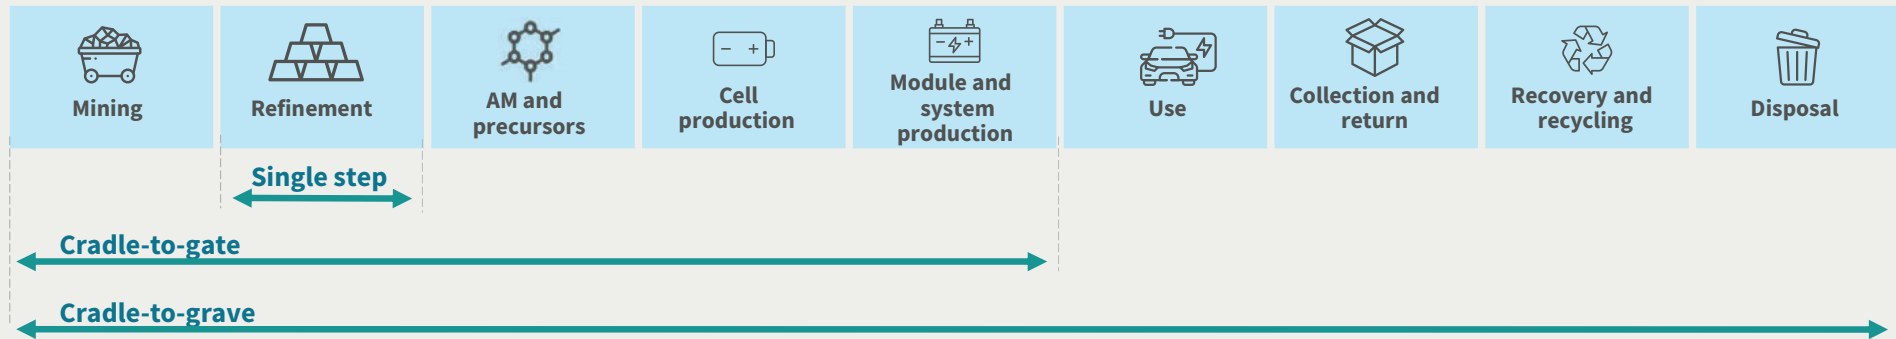 Mining
Refinement
AM and
precursors
Cell
production
Module and
system
production
Use
Collection and
return
Recovery and
recycling
Disposal
Single step
Cradle-to-gate
Cradle-to-grave